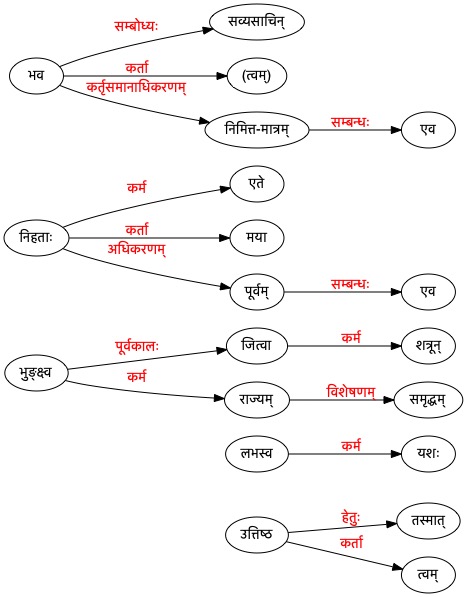 सम्बोध्यः सव्यसाचिन्
भव कर्ता (त्वम्)
कर्तृसमानाधिकरणम्
निमित्त-मात्रम् सम्बन्धः एव
कर्म एते
निहताः कर्ता मया
अधिकरणम्
पूर्वम् सम्बन्धः एव
पूर्वकालः जित्वा कर्म शत्रून्
भुङ्क्ष्व
कर्म राज्यम् विशेषणम् समृद्धम्
लभस्व कर्म यशः
हेतुः तस्मात्
उत्तिष्ठ
कर्ता त्वम्